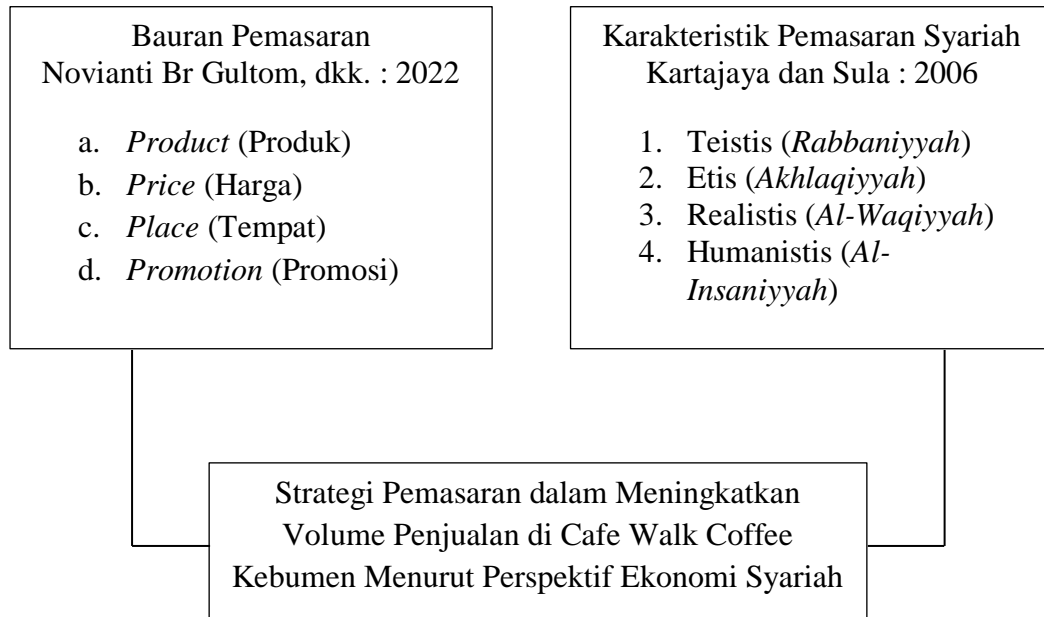 Bauran Pemasaran
Novianti Br Gultom, dkk. : 2022
a. Product (Produk)
b. Price (Harga)
c. Place (Tempat)
d. Promotion (Promosi)
Karakteristik Pemasaran Syariah
Kartajaya dan Sula : 2006
1. Teistis (Rabbaniyyah)
2. Etis (Akhlaqiyyah)
3. Realistis (Al-Waqiyyah)
4. Humanistis (Al-
Insaniyyah)
Strategi Pemasaran dalam Meningkatkan
Volume Penjualan di Cafe Walk Coffee
Kebumen Menurut Perspektif Ekonomi Syariah